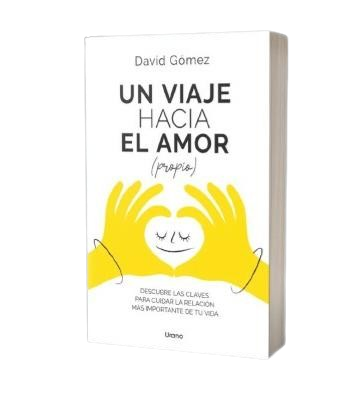 David Gómez
UN VIAJE
HACIA
EL AMOR
(propio)
DESCUBRE LAS CLAVES
PARA CUIDAR LA RELACIÓN
MÁS IMPORTANTE DE TU VIDA
Urano